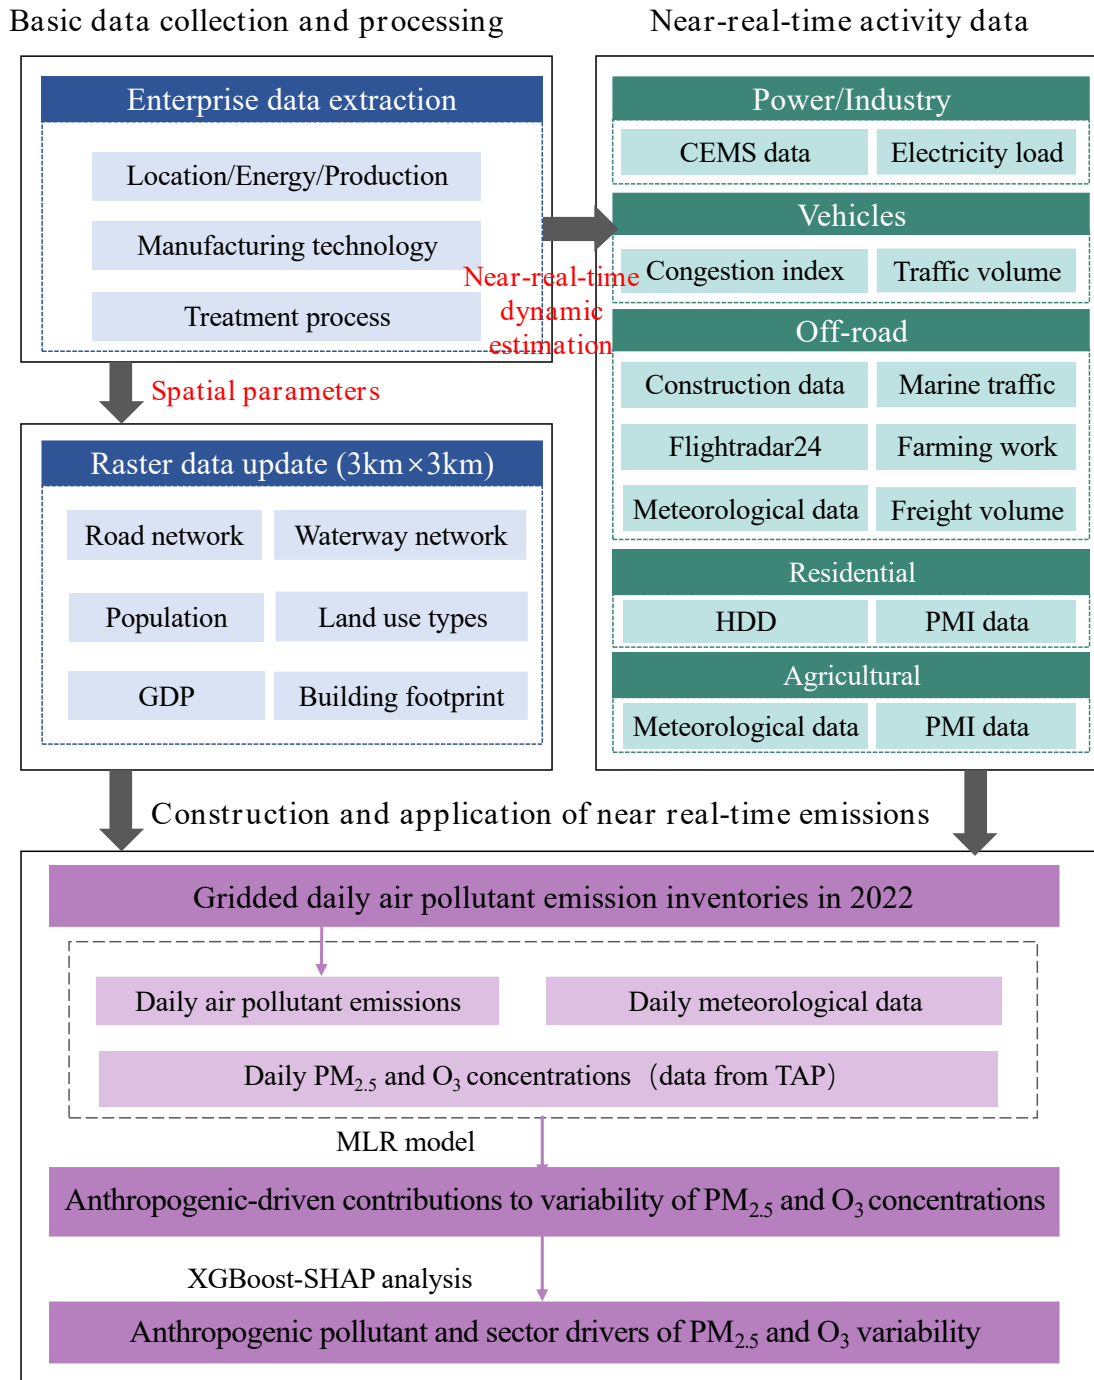 Basic data collection and processing
Enterprise data extraction
Location/Energy/Production
Manufacturing technology
Treatment process
Near-real-time
dynamic
estimation
Spatial parameters
Raster data update (3km×3km)
Road network
Waterway network
Population
Land use types
GDP
Building footprint
Near-real-time activity data
Power/Industry
CEMS data
Electricity load
Vehicles
Congestion index
Traffic volume
Off-road
Construction data
Marine traffic
Flightradar24
Farming work
Meteorological data
Freight volume
Residential
HDD
PMI data
Agricultural
Meteorological data
PMI data
Construction and application of near real-time emissions
Gridded daily air pollutant emission inventories in 2022
Daily air pollutant emissions
Daily meteorological data
Daily PM2.5 and O3 concentrations（data from TAP）
MLR model
Anthropogenic-driven contributions to variability of PM2.5 and O3 concentrations
XGBoost-SHAP analysis
Anthropogenic pollutant and sector drivers of PM2.5 and O3 variability